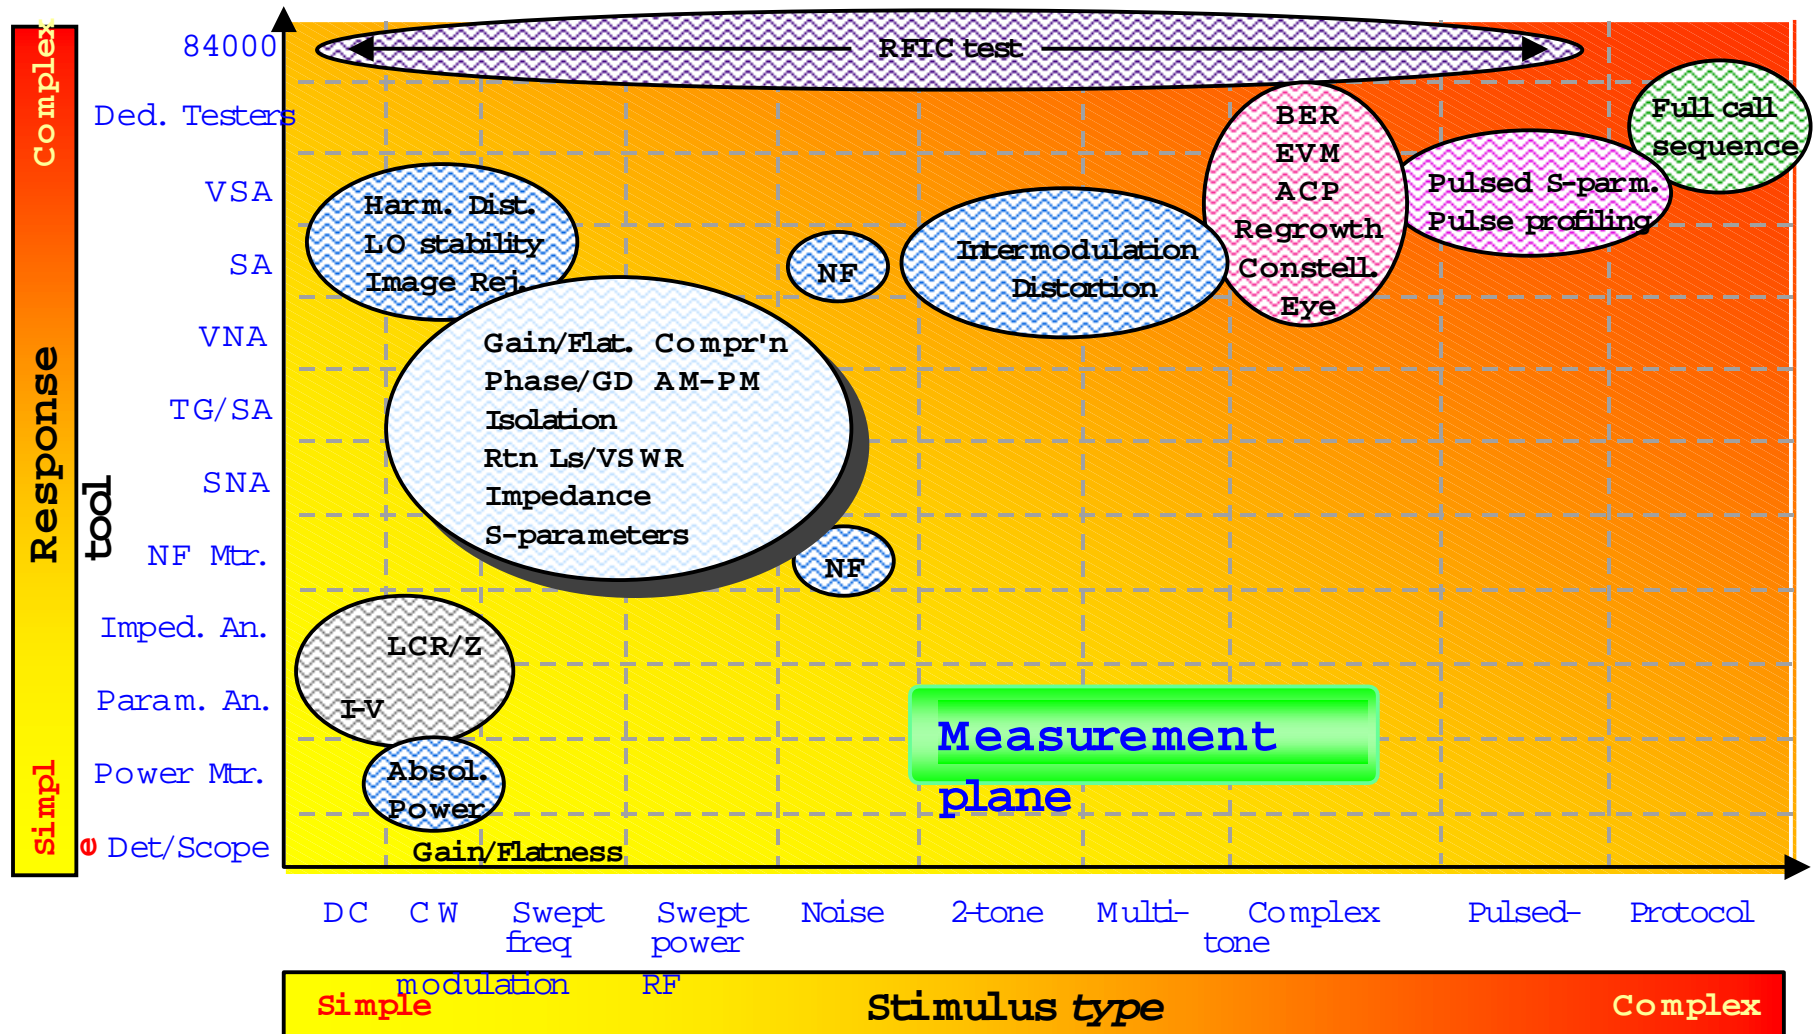 84000
RFIC test
Complex
Ded. Testers
BER
EVM
ACP
Regrowth
Constell.
Eye
Full call
sequence
VSA
Harm. Dist.
LO stability
Image Rej.
Pulsed S-parm.
Pulse profiling
SA
NF
Intermodulation
Distortion
VNA
Gain/Flat. Compr'n
Phase/GD AM-PM
Isolation
Rtn Ls/VSWR
Impedance
S-parameters
TG/SA
SNA
Response
tool
NF Mtr.
NF
Imped. An.
LCR/Z
I-V
Param. An.
Measurement
plane
Power Mtr.
Absol.
Power
Simpl
e
Det/Scope
Gain/Flatness
DC CW Swept Swept Noise 2-tone Multi- Complex Pulsed- Protocol
freq power tone
modulation RF
Simple
Stimulus type
Complex